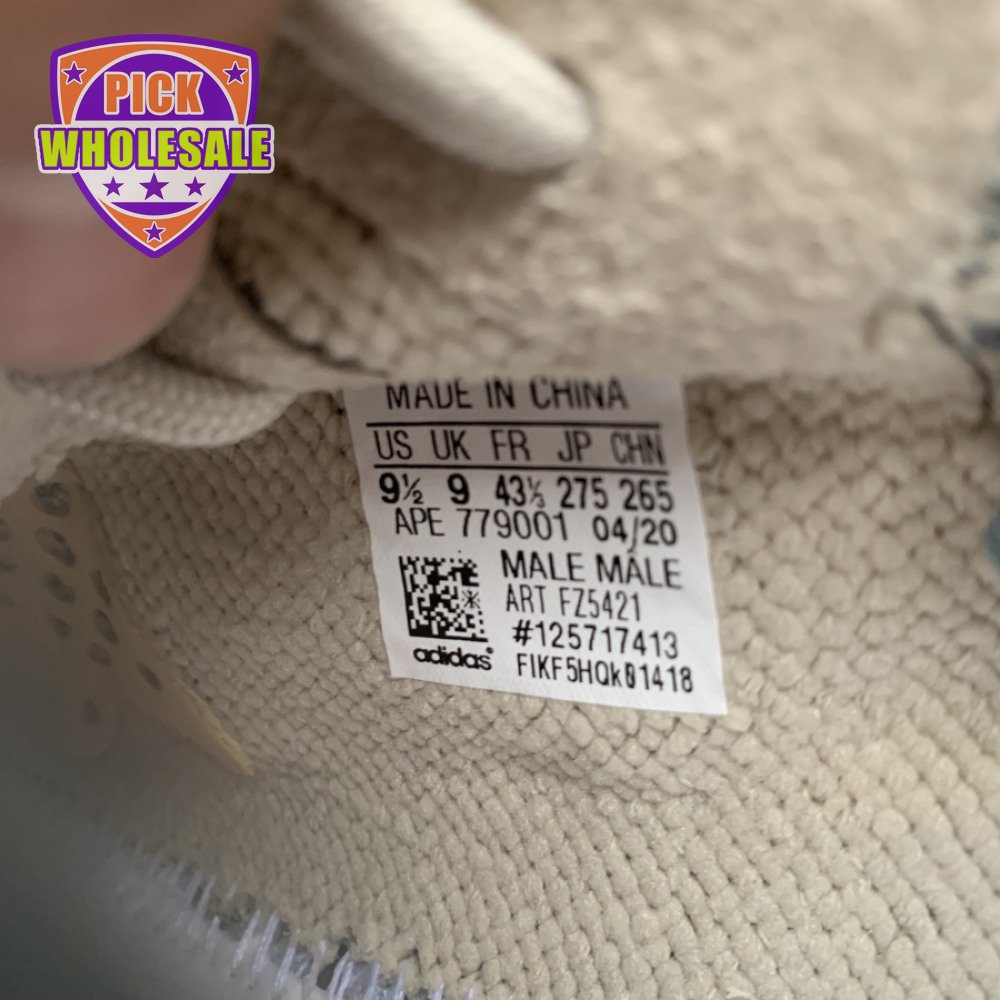 PICK
WHOLESALE
MADE IN CHINA
US UK FR JP CHN
9½ 9 43⅓ 275 265
APE 779001 04/20
MALE MÂLE
ART FZ5421
#125717413
adidas
FIKF5HQk01418